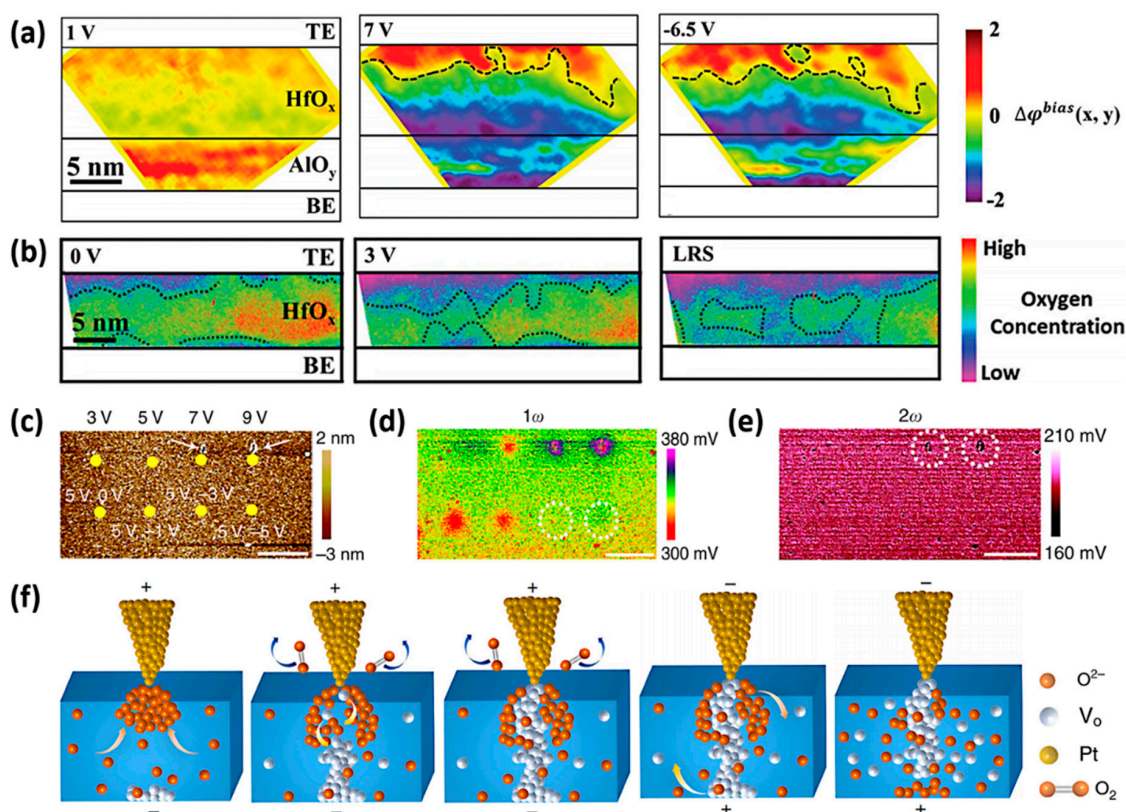 (a)
1 V TE
HfOx
AlOy
5 nm
BE
7 V
-6.5 V
2
0
-2
Δφ^bias(x, y)
(b)
0 V TE
HfOx
5 nm
BE
3 V
LRS
High
Oxygen
Concentration
Low
(c)
3 V 5 V 7 V 9 V
5 V, 0 V 5 V, –3 V
5 V, –1 V 5 V, –5 V
2 nm
–3 nm
(d)
1ω
380 mV
300 mV
(e)
2ω
210 mV
160 mV
(f)
+ + + − −
− − − + +
O²⁻
Vo
Pt
O₂